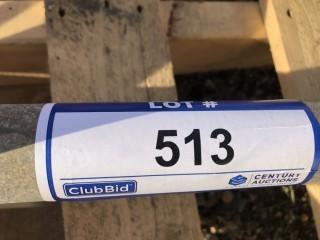 LOT #
513
ClubBid
CENTURY
AUCTIONS